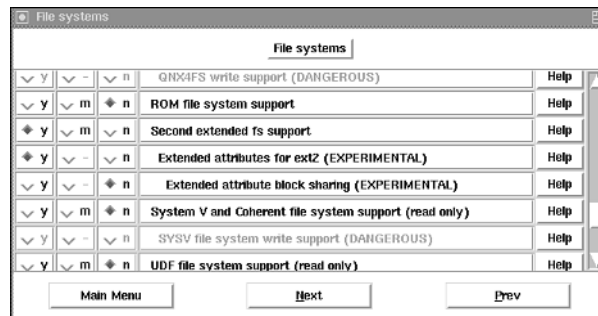 File systems
File systems
y - n QNX4FS write support (DANGEROUS) Help
y m n ROM file system support Help
y m n Second extended fs support Help
y - n Extended attributes for ext2 (EXPERIMENTAL) Help
y - n Extended attribute block sharing (EXPERIMENTAL) Help
y m n System V and Coherent file system support (read only) Help
y - n SYSV file system write support (DANGEROUS) Help
y m n UDF file system support (read only) Help
Main Menu Next Prev